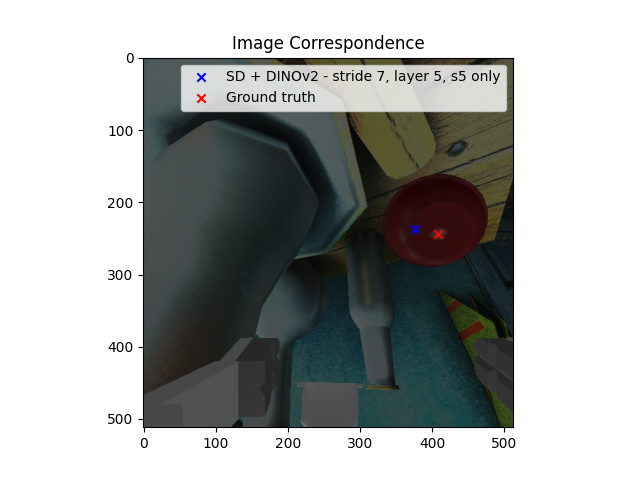 Image Correspondence
SD + DINOv2 - stride 7, layer 5, s5 only
Ground truth
0
100
200
300
400
500
0 100 200 300 400 500